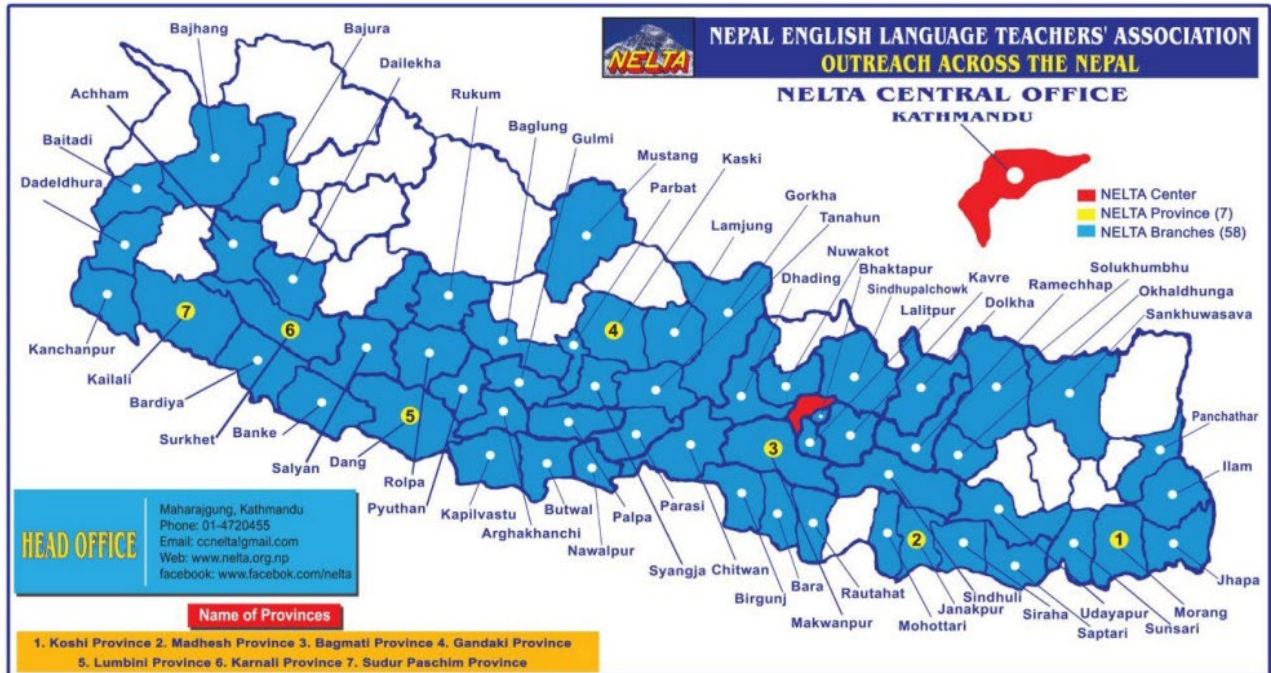 NELTA
NEPAL ENGLISH LANGUAGE TEACHERS' ASSOCIATION
OUTREACH ACROSS THE NEPAL
NELTA CENTRAL OFFICE
KATHMANDU
NELTA Center
NELTA Province (7)
NELTA Branches (58)
Bajhang
Bajura
Dailekha
Achham
Rukum
Baitadi
Baglung
Gulmi
Dadeldhura
Mustang
Kaski
Parbat
Gorkha
Lamjung
Tanahun
Nuwakot
Dhading
Bhaktapur
Sindhupalchowk
Kavre
Lalitpur
Dolkha
Solukhumbu
Ramechhap
Okhaldhunga
Sankhuwasava
7
6
4
5
3
2
1
Kanchanpur
Kailali
Bardiya
Surkhet
Banke
Salyan
Dang
Rolpa
Pyuthan
Kapilvastu
Arghakhanchi
Butwal
Nawalpur
Palpa
Parasi
Syangja
Chitwan
Birgunj
Bara
Makwanpur
Rautahat
Mohottari
Janakpur
Sindhuli
Siraha
Saptari
Udayapur
Sunsari
Morang
Jhapa
Panchathar
Ilam
HEAD OFFICE
Maharajgung, Kathmandu
Phone: 01-4720455
Email: ccnelta!gmail.com
Web: www.nelta.org.np
facebook: www.facebok.com/nelta
Name of Provinces
1. Koshi Province 2. Madhesh Province 3. Bagmati Province 4. Gandaki Province
5. Lumbini Province 6. Karnali Province 7. Sudur Paschim Province